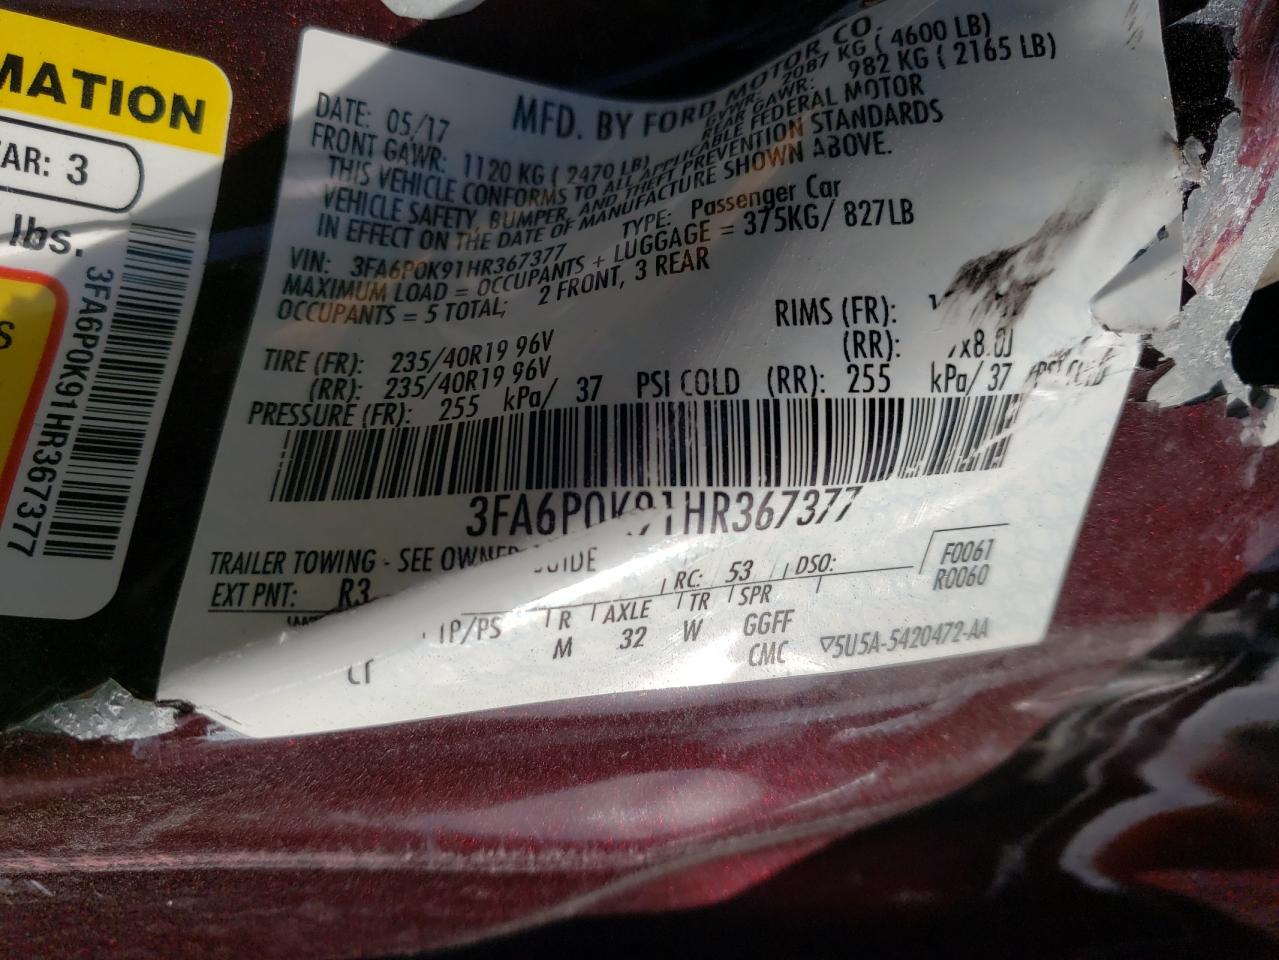 MATION
AR: 3
lbs.
3FA6P0K91HR367377
S
MFD. BY FORD MOTOR CO.
DATE: 05/17 GVWR: 2087 KG ( 4600 LB)
FRONT GAWR: 1120 KG ( 2470 LB) REAR GAWR: 982 KG ( 2165 LB)
THIS VEHICLE CONFORMS TO ALL APPLICABLE FEDERAL MOTOR
VEHICLE SAFETY, BUMPER, AND THEFT PREVENTION STANDARDS
IN EFFECT ON THE DATE OF MANUFACTURE SHOWN ABOVE.
VIN: 3FA6P0K91HR367377 TYPE: Passenger Car
MAXIMUM LOAD = OCCUPANTS + LUGGAGE = 375KG/ 827LB
OCCUPANTS = 5 TOTAL; 2 FRONT, 3 REAR
TIRE (FR): 235/40R19 96V RIMS (FR):
(RR): 235/40R19 96V (RR): x8.0J
PRESSURE (FR): 255 kPa/ 37 PSI COLD (RR): 255 kPa/ 37 PSI COLD
3FA6P0K91HR367377
TRAILER TOWING - SEE OWNER GUIDE
EXT PNT: R3 RC: 53 DSO: F0061
R0060
IP/PS R AXLE TR SPR
M 32 W GGFF
CMC ▽5U5A-5420472-AA